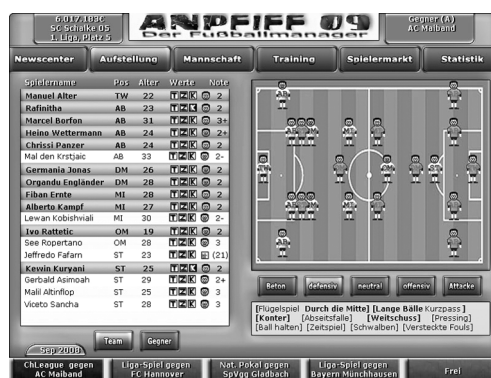 6.017.183€
SC Schalke 05
1. Liga, Platz 5
ANPFIFF 09
Der Fußballmanager
Gegner (A)
AC Maiband
Newscenter Aufstellung Mannschaft Training Spielermarkt Statistik
Spielername Pos Alter Werte Note
Manuel Alter TW 22 T Z K 2
Rafinitha AB 23 T Z K 2
Marcel Borfon AB 31 T Z K 3+
Heino Wettermann AB 24 T Z K 2+
Chrissi Panzer AB 24 T Z K 2
Mal den Krstjaic AB 33 T Z K 2-
Germania Jonas DM 26 T Z K 2
Organdu Engländer DM 28 T Z K 2
Fiban Ernte MI 28 T Z K 2
Alberto Kampf MI 27 T Z K 2
Lewan Kobishviali MI 30 T Z K 2-
Ivo Rattetic OM 19 T Z K 2
See Ropertano OM 28 T Z K 3
Jeffredo Fafarn ST 23 T Z K (21)
Kewin Kuryani ST 25 T Z K 2
Gerbald Asimoah ST 29 T Z K 2+
Malil Altinflop ST 25 T Z K 3
Viceto Sancha ST 28 T Z K 3
Beton defensiv neutral offensiv Attacke
[Flügelspiel Durch die Mitte] [Lange Bälle Kurzpass ]
[Konter] [Abseitsfalle] [Weitschuss] [Pressing]
[Ball halten] [Zeitspiel] [Schwalben] [Versteckte Fouls]
Team Gegner
Sep 2008
ChLeague gegen
AC Maiband
Liga-Spiel gegen
FC Hannover
Nat. Pokal gegen
SpVgg Gladbach
Liga-Spiel gegen
Bayern Münchhausen
Frei